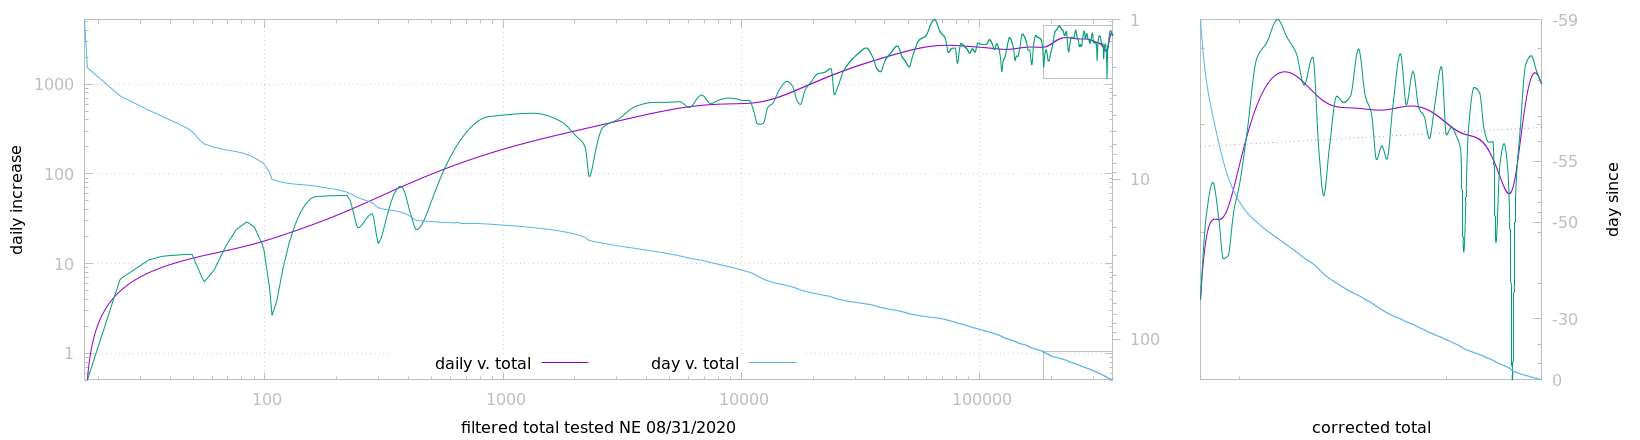 daily increase
1000
100
10
1
daily v. total
day v. total
100
1000
10000
100000
filtered total tested NE 08/31/2020
1
10
100
corrected total
-59
-55
-50
-30
0
day since